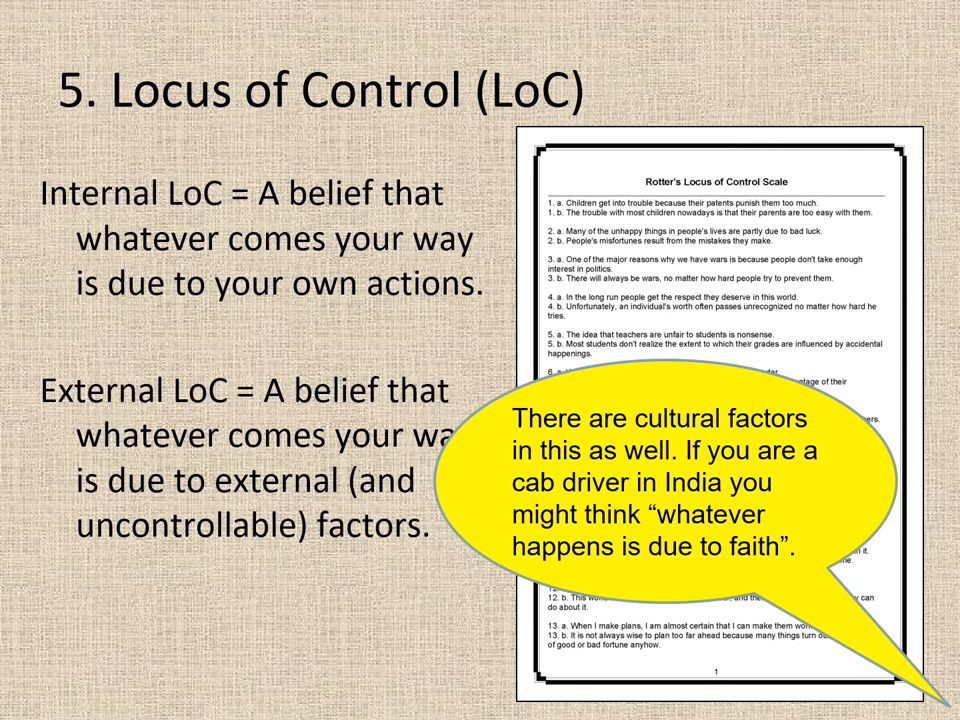 5. Locus of Control (LoC)
Internal LoC = A belief that
whatever comes your way
is due to your own actions.
External LoC = A belief that
whatever comes your
is due to external (and
uncontrollable) factors.
Rotter's Locus of Control Scale
1. a. Children get into trouble because their patents punish them too much.
1. b. The trouble with most children nowadays is that their parents are too easy with them.
2. a. Many of the unhappy things in people's lives are partly due to bad luck.
2. b. People's misfortunes result from the mistakes they make.
3. a. One of the major reasons why we have wars is because people don't take enough
interest in politics.
3. b. There will always be wars, no matter how hard people try to prevent them.
4. a. In the long run people get the respect they deserve in this world.
4. b. Unfortunately, an individual's worth often passes unrecognized no matter how hard he
tries.
5. a. The idea that teachers are unfair to students is nonsense.
5. b. Most students don't realize the extent to which their grades are influenced by accidental
happenings.
of their
There are cultural factors
in this as well. If you are a
cab driver in India you
might think “whatever
happens is due to faith”.
it.
12. b. This and can
do about it.
13. a. When I make plans, I am almost certain that I can make them
13. b. It is not always wise to plan too far ahead because many things turn
of good or bad fortune anyhow.
1